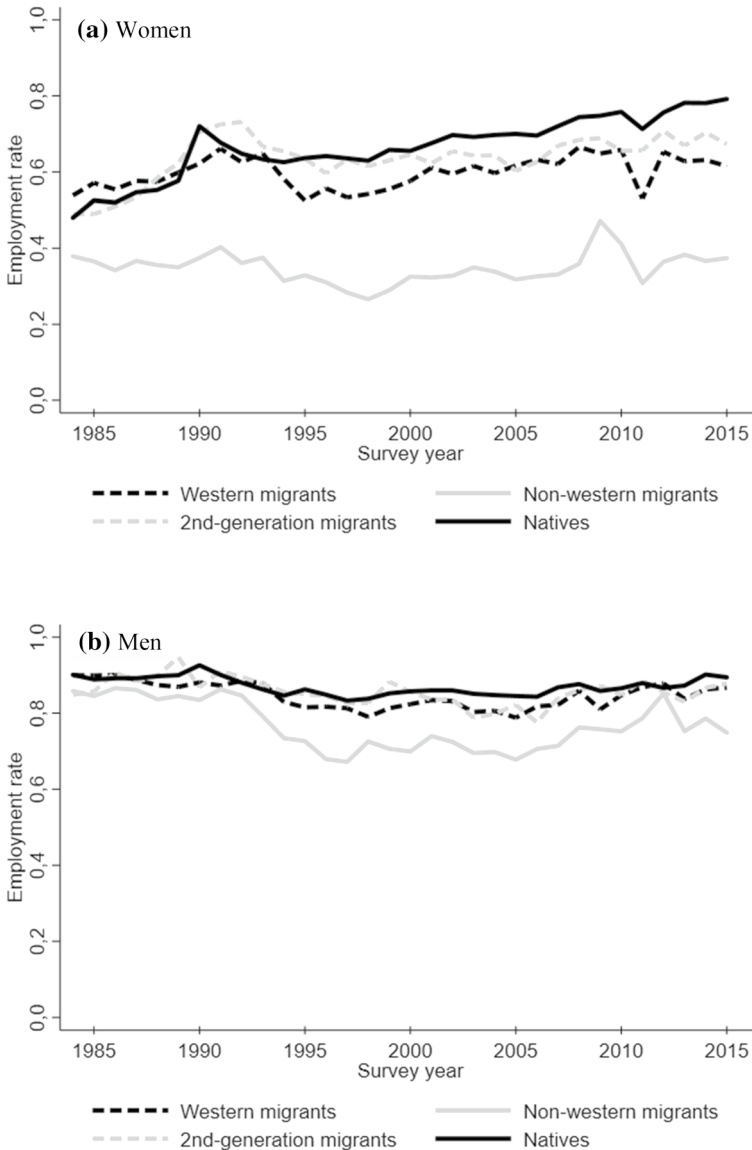 (a) Women
1,0
0,8
0,6
0,4
0,2
0,0
Employment rate
1985 1990 1995 2000 2005 2010 2015
Survey year
Western migrants Non-western migrants
2nd-generation migrants Natives
(b) Men
1,0
0,8
0,6
0,4
0,2
0,0
Employment rate
1985 1990 1995 2000 2005 2010 2015
Survey year
Western migrants Non-western migrants
2nd-generation migrants Natives